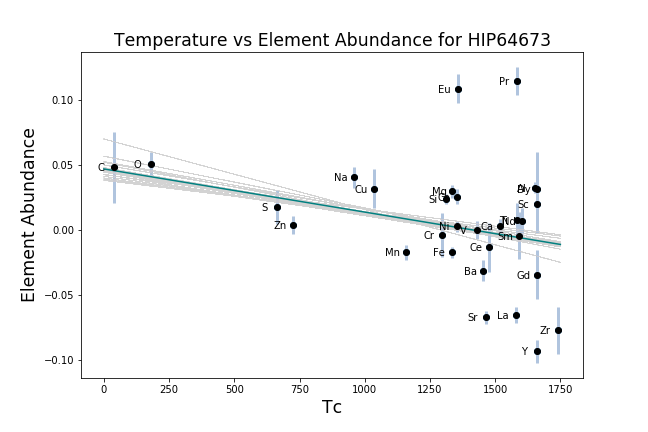 Temperature vs Element Abundance for HIP64673
Element Abundance
0.10
0.05
0.00
−0.05
−0.10
Eu
Pr
C
O
Na
Cu
Mg
Si
Dy
Sc
S
Zn
Ni
V
Ca
Nd
Sm
Cr
Mn
Fe
Ce
Ba
Gd
Sr
La
Zr
Y
0
250
500
750
1000
1250
1500
1750
Tc